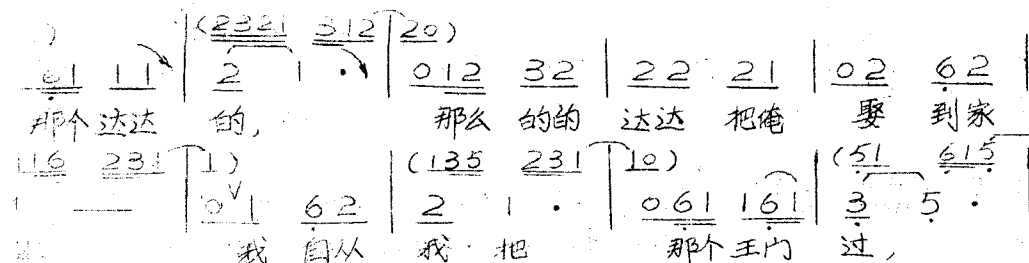 ) (2321 312 20)
61 11 2 1 · 012 32 22 21 02 62
那个 达达 的, 那么 的的 达达 把俺 娶 到家
116 231 1) (135 231 10) (51 615
1 — 0 1 62 2 1 · 061 161 3 5 ·
我 自从 我 把 那个 王门 过,